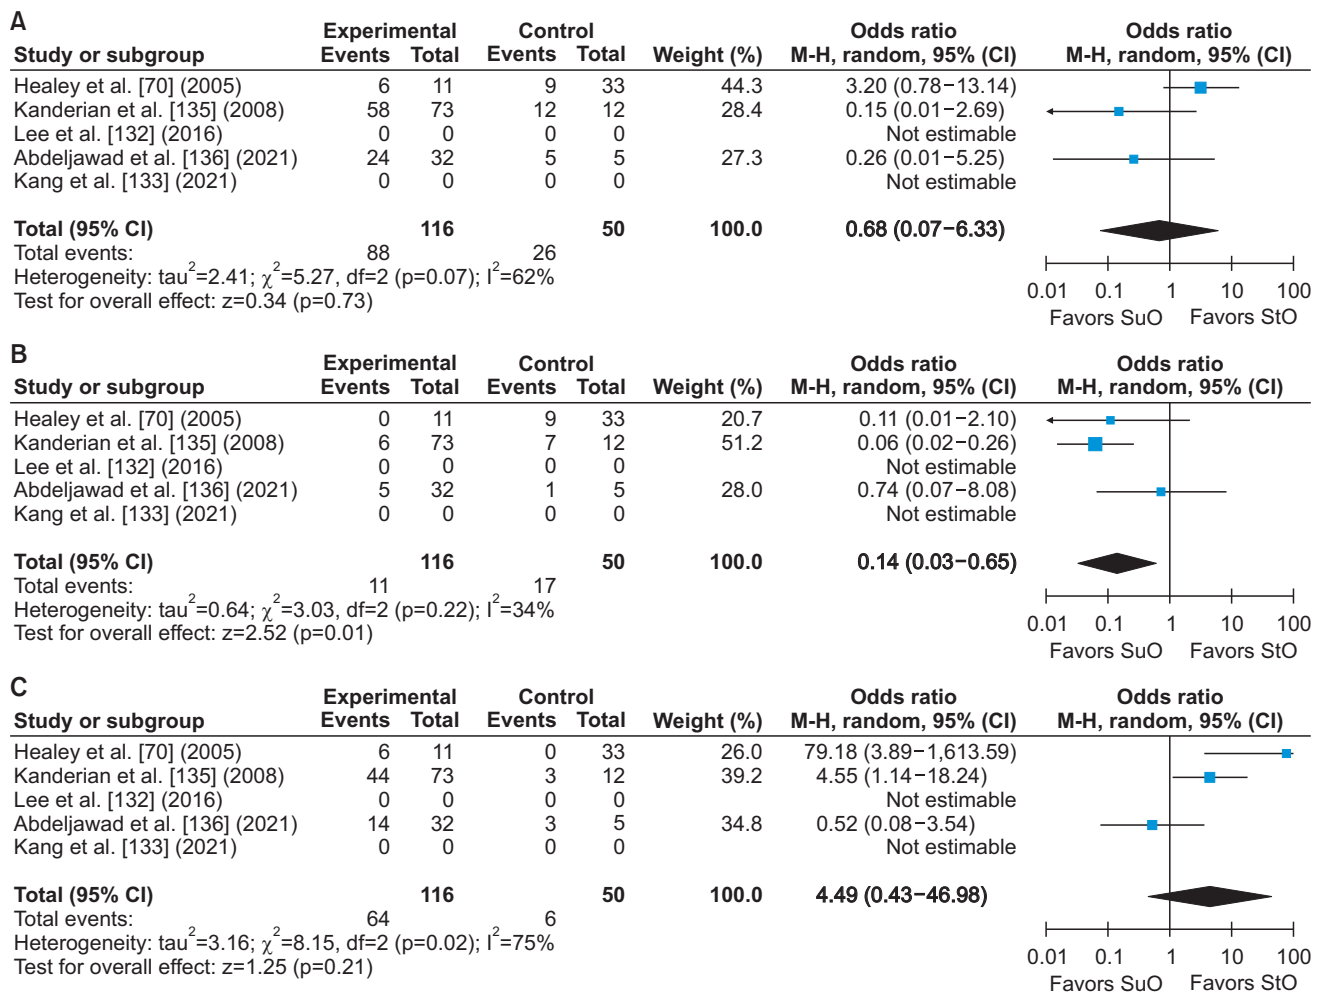 A
Experimental Control Odds ratio Odds ratio
Study or subgroup Events Total Events Total Weight (%) M-H, random, 95% (CI) M-H, random, 95% (CI)
Healey et al. [70] (2005) 6 11 9 33 44.3 3.20 (0.78−13.14)
Kanderian et al. [135] (2008) 58 73 12 12 28.4 0.15 (0.01−2.69)
Lee et al. [132] (2016) 0 0 0 0 Not estimable
Abdeljawad et al. [136] (2021) 24 32 5 5 27.3 0.26 (0.01−5.25)
Kang et al. [133] (2021) 0 0 0 0 Not estimable
Total (95% CI) 116 50 100.0 0.68 (0.07−6.33)
Total events: 88 26
Heterogeneity: tau²=2.41; χ²=5.27, df=2 (p=0.07); I²=62%
Test for overall effect: z=0.34 (p=0.73)
0.01 0.1 1 10 100
Favors SuO Favors StO
B
Experimental Control Odds ratio Odds ratio
Study or subgroup Events Total Events Total Weight (%) M-H, random, 95% (CI) M-H, random, 95% (CI)
Healey et al. [70] (2005) 0 11 9 33 20.7 0.11 (0.01−2.10)
Kanderian et al. [135] (2008) 6 73 7 12 51.2 0.06 (0.02−0.26)
Lee et al. [132] (2016) 0 0 0 0 Not estimable
Abdeljawad et al. [136] (2021) 5 32 1 5 28.0 0.74 (0.07−8.08)
Kang et al. [133] (2021) 0 0 0 0 Not estimable
Total (95% CI) 116 50 100.0 0.14 (0.03−0.65)
Total events: 11 17
Heterogeneity: tau²=0.64; χ²=3.03, df=2 (p=0.22); I²=34%
Test for overall effect: z=2.52 (p=0.01)
0.01 0.1 1 10 100
Favors SuO Favors StO
C
Experimental Control Odds ratio Odds ratio
Study or subgroup Events Total Events Total Weight (%) M-H, random, 95% (CI) M-H, random, 95% (CI)
Healey et al. [70] (2005) 6 11 0 33 26.0 79.18 (3.89−1,613.59)
Kanderian et al. [135] (2008) 44 73 3 12 39.2 4.55 (1.14−18.24)
Lee et al. [132] (2016) 0 0 0 0 Not estimable
Abdeljawad et al. [136] (2021) 14 32 3 5 34.8 0.52 (0.08−3.54)
Kang et al. [133] (2021) 0 0 0 0 Not estimable
Total (95% CI) 116 50 100.0 4.49 (0.43−46.98)
Total events: 64 6
Heterogeneity: tau²=3.16; χ²=8.15, df=2 (p=0.02); I²=75%
Test for overall effect: z=1.25 (p=0.21)
0.01 0.1 1 10 100
Favors SuO Favors StO